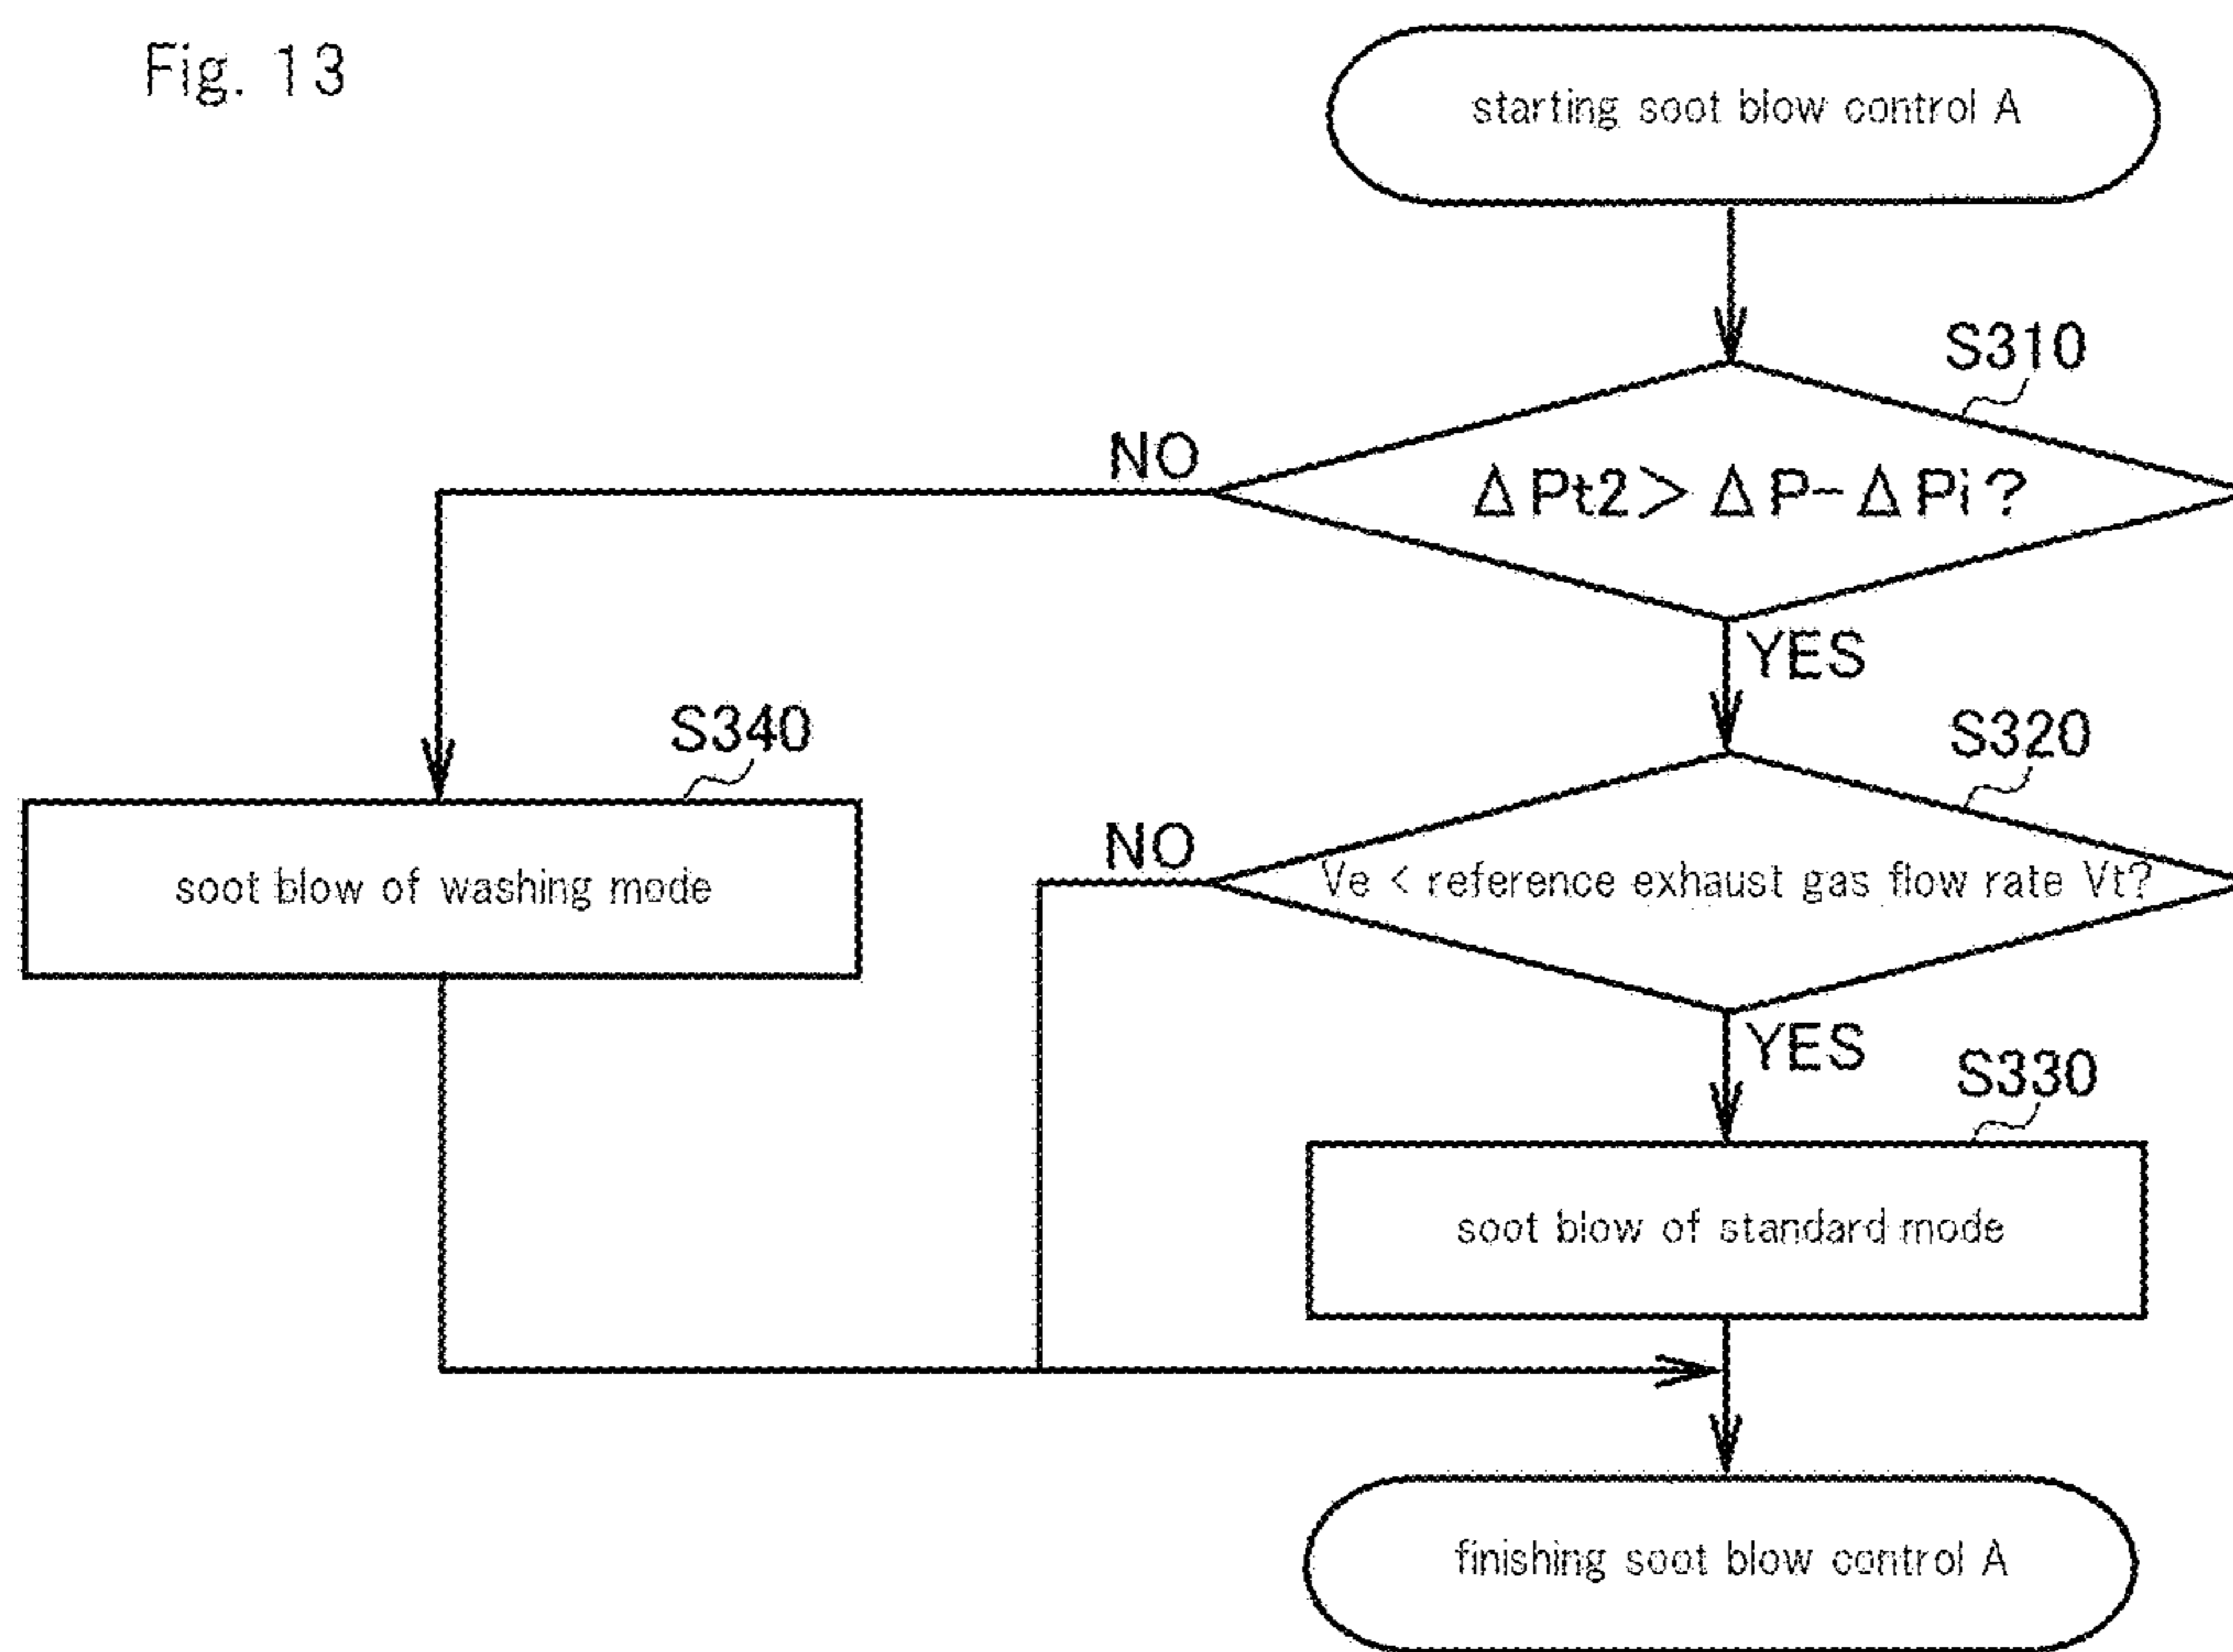 Fig. 13
starting soot blow control A
S310
NO
ΔPt2>ΔP-ΔPi?
YES
S340
S320
soot blow of washing mode
NO
Ve < reference exhaust gas flow rate Vt?
YES
S330
soot blow of standard mode
finishing soot blow control A